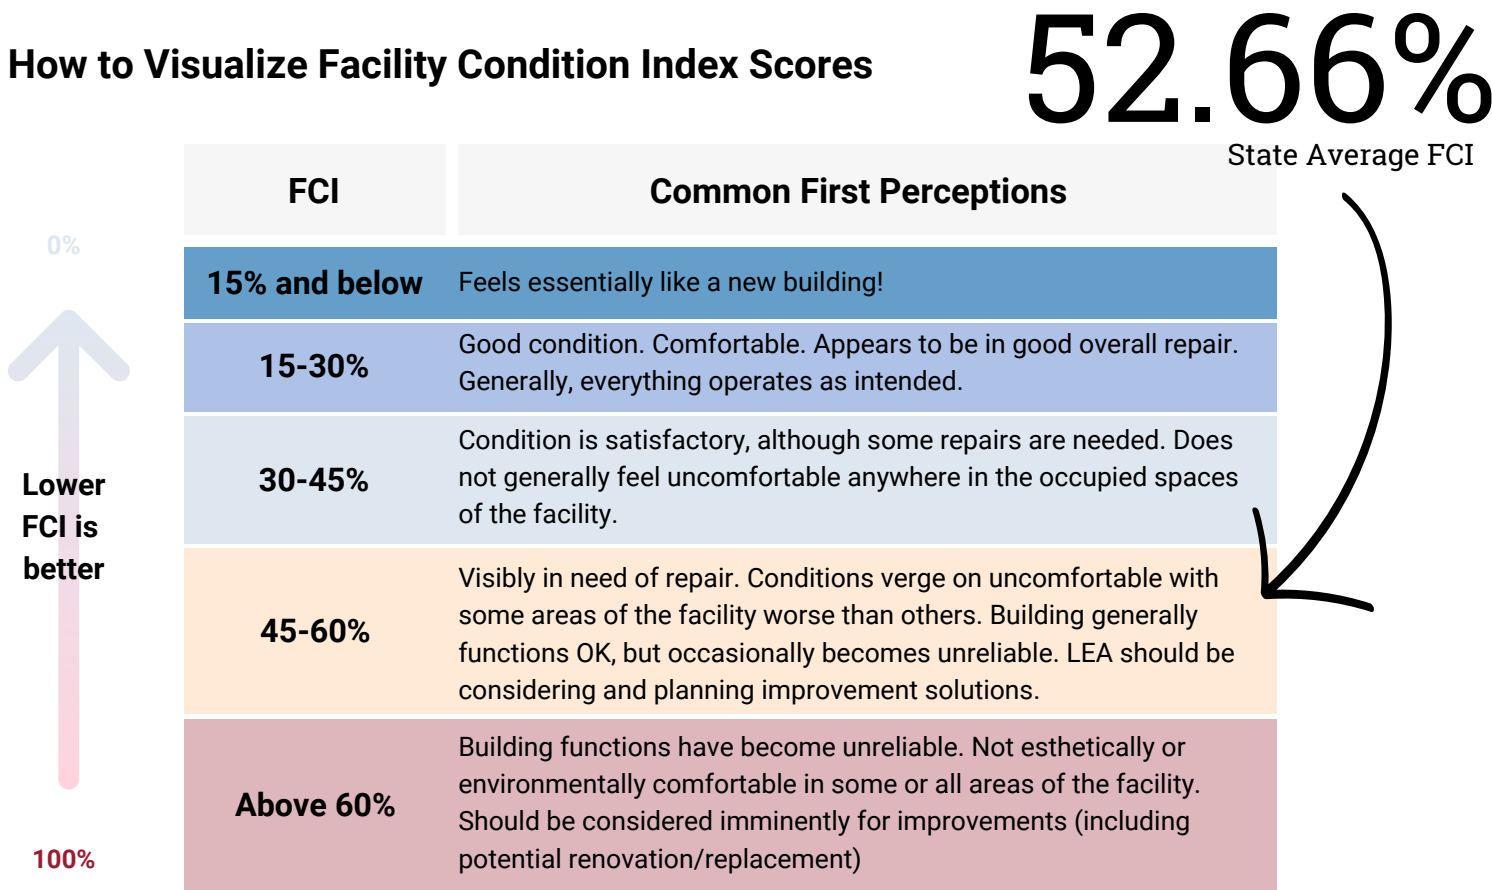 How to Visualize Facility Condition Index Scores
52.66%
State Average FCI
FCI
Common First Perceptions
0%
Lower
FCI is
better
100%
15% and below
Feels essentially like a new building!
15-30%
Good condition. Comfortable. Appears to be in good overall repair.
Generally, everything operates as intended.
30-45%
Condition is satisfactory, although some repairs are needed. Does
not generally feel uncomfortable anywhere in the occupied spaces
of the facility.
45-60%
Visibly in need of repair. Conditions verge on uncomfortable with
some areas of the facility worse than others. Building generally
functions OK, but occasionally becomes unreliable. LEA should be
considering and planning improvement solutions.
Above 60%
Building functions have become unreliable. Not esthetically or
environmentally comfortable in some or all areas of the facility.
Should be considered imminently for improvements (including
potential renovation/replacement)